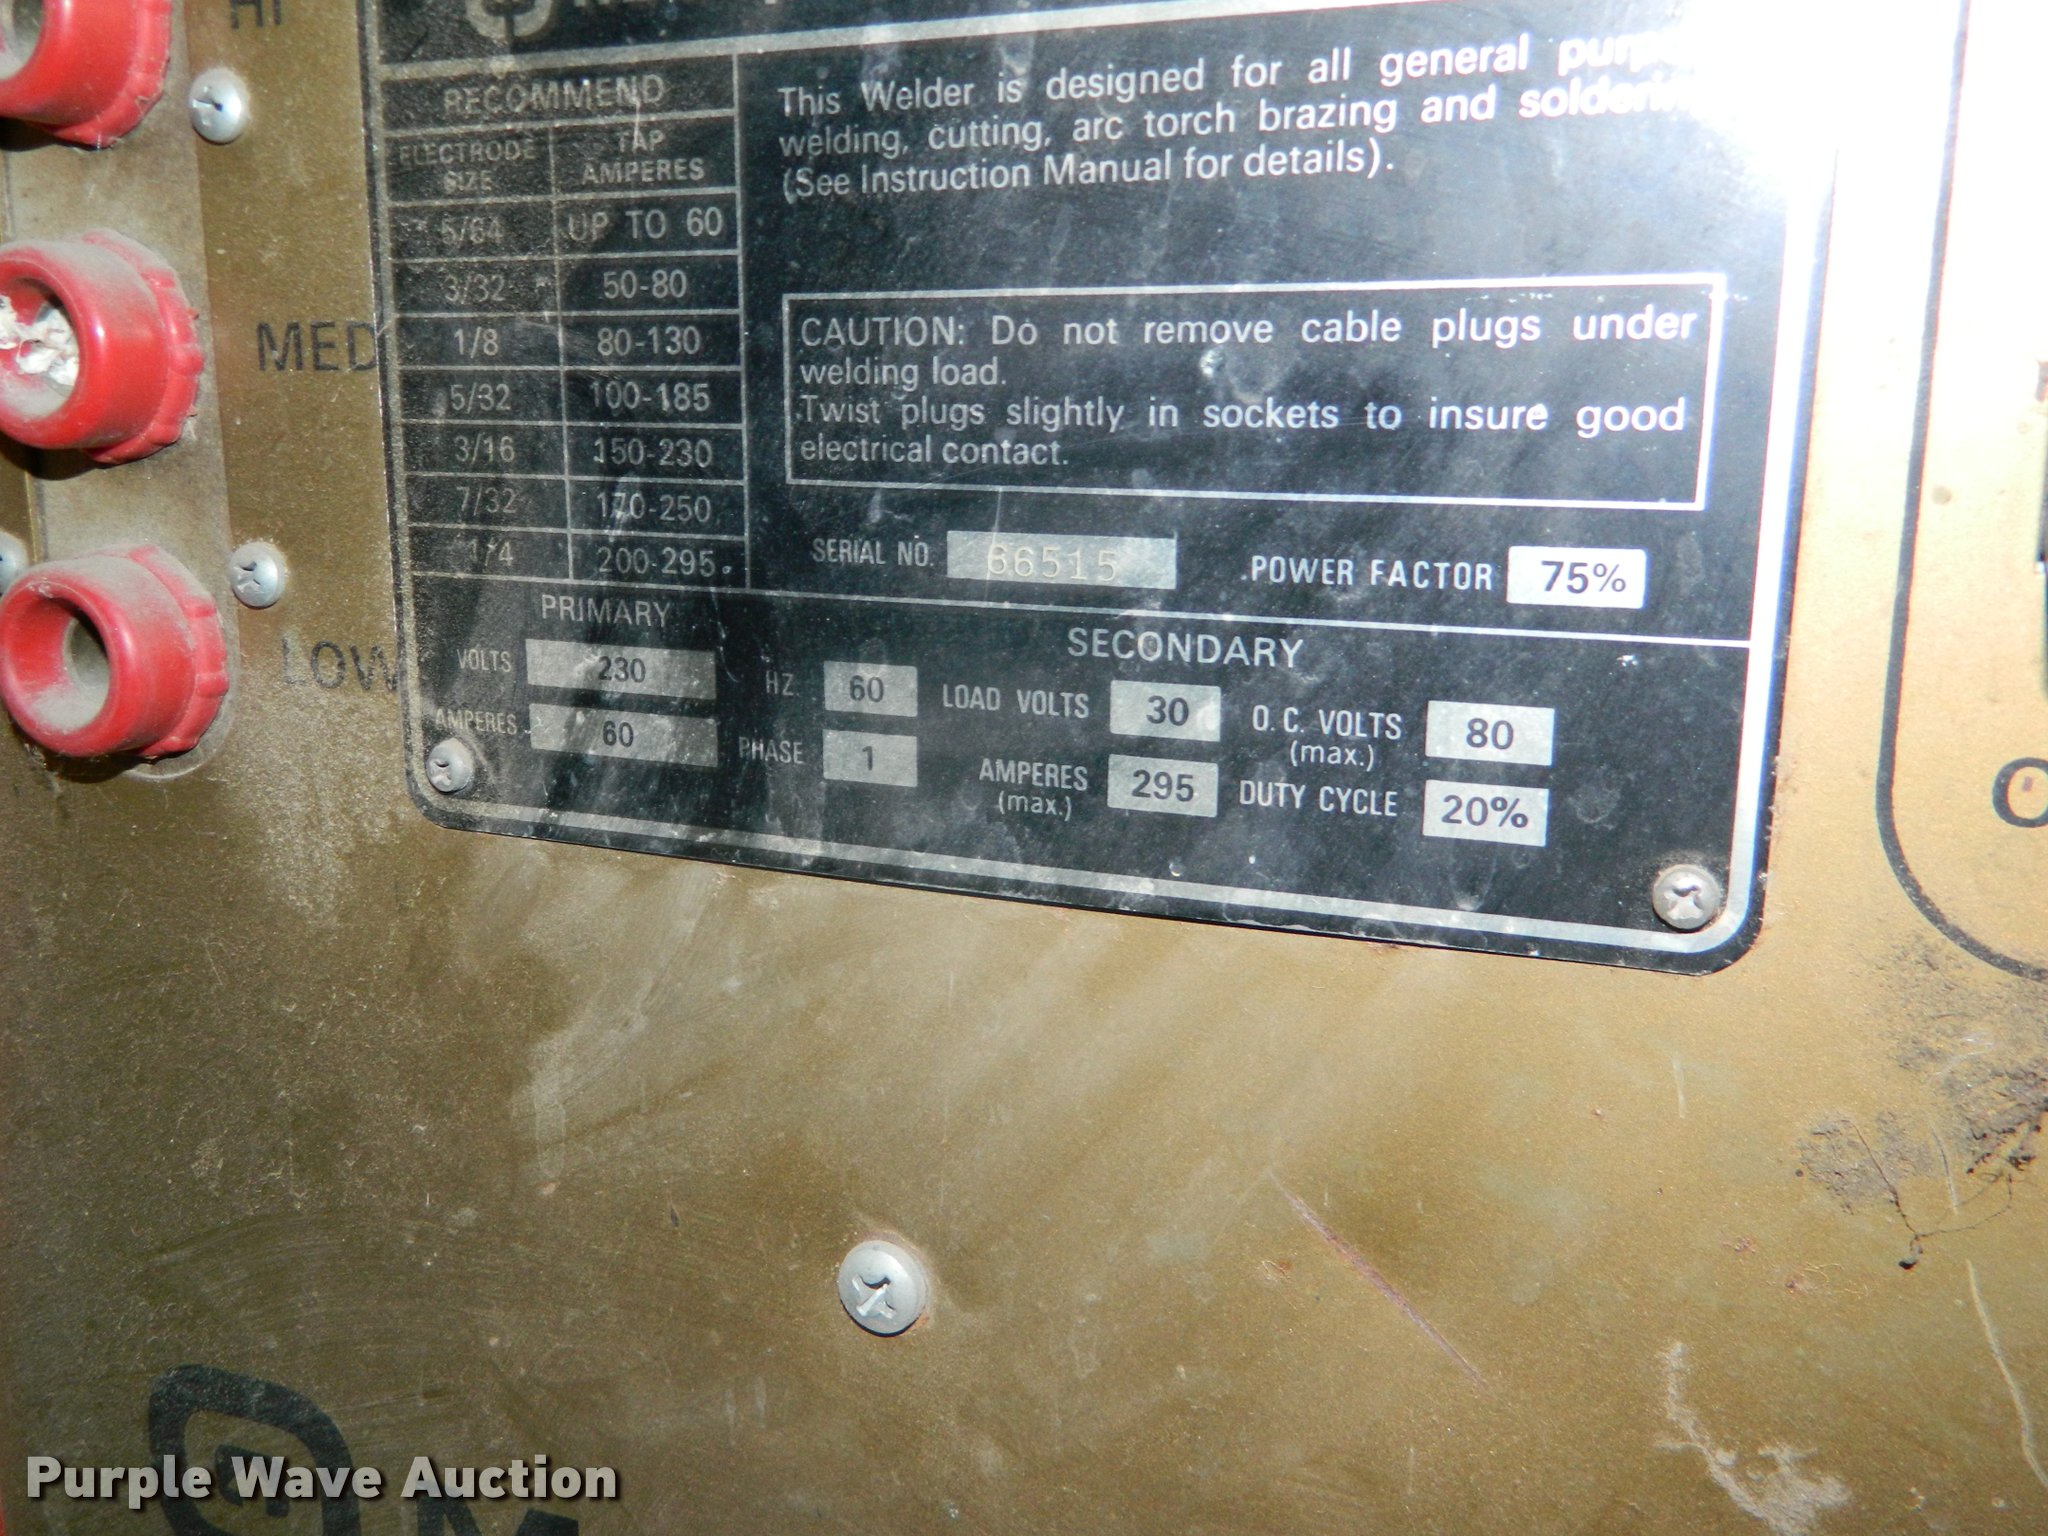 HI
MED
LOW
RECOMMEND
ELECTRODE SIZE TAP AMPERES
5/64 UP TO 60
3/32 50-80
1/8 80-130
5/32 100-185
3/16 150-230
7/32 170-250
1/4 200-295
This Welder is designed for all general
welding, cutting, arc torch brazing and
(See Instruction Manual for details).
CAUTION: Do not remove cable plugs under
welding load.
Twist plugs slightly in sockets to insure good
electrical contact.
SERIAL NO. 66515 POWER FACTOR 75%
PRIMARY
VOLTS 230 HZ. 60
AMPERES 60 PHASE 1
SECONDARY
LOAD VOLTS 30 O.C. VOLTS (max.) 80
AMPERES (max.) 295 DUTY CYCLE 20%
Purple Wave Auction